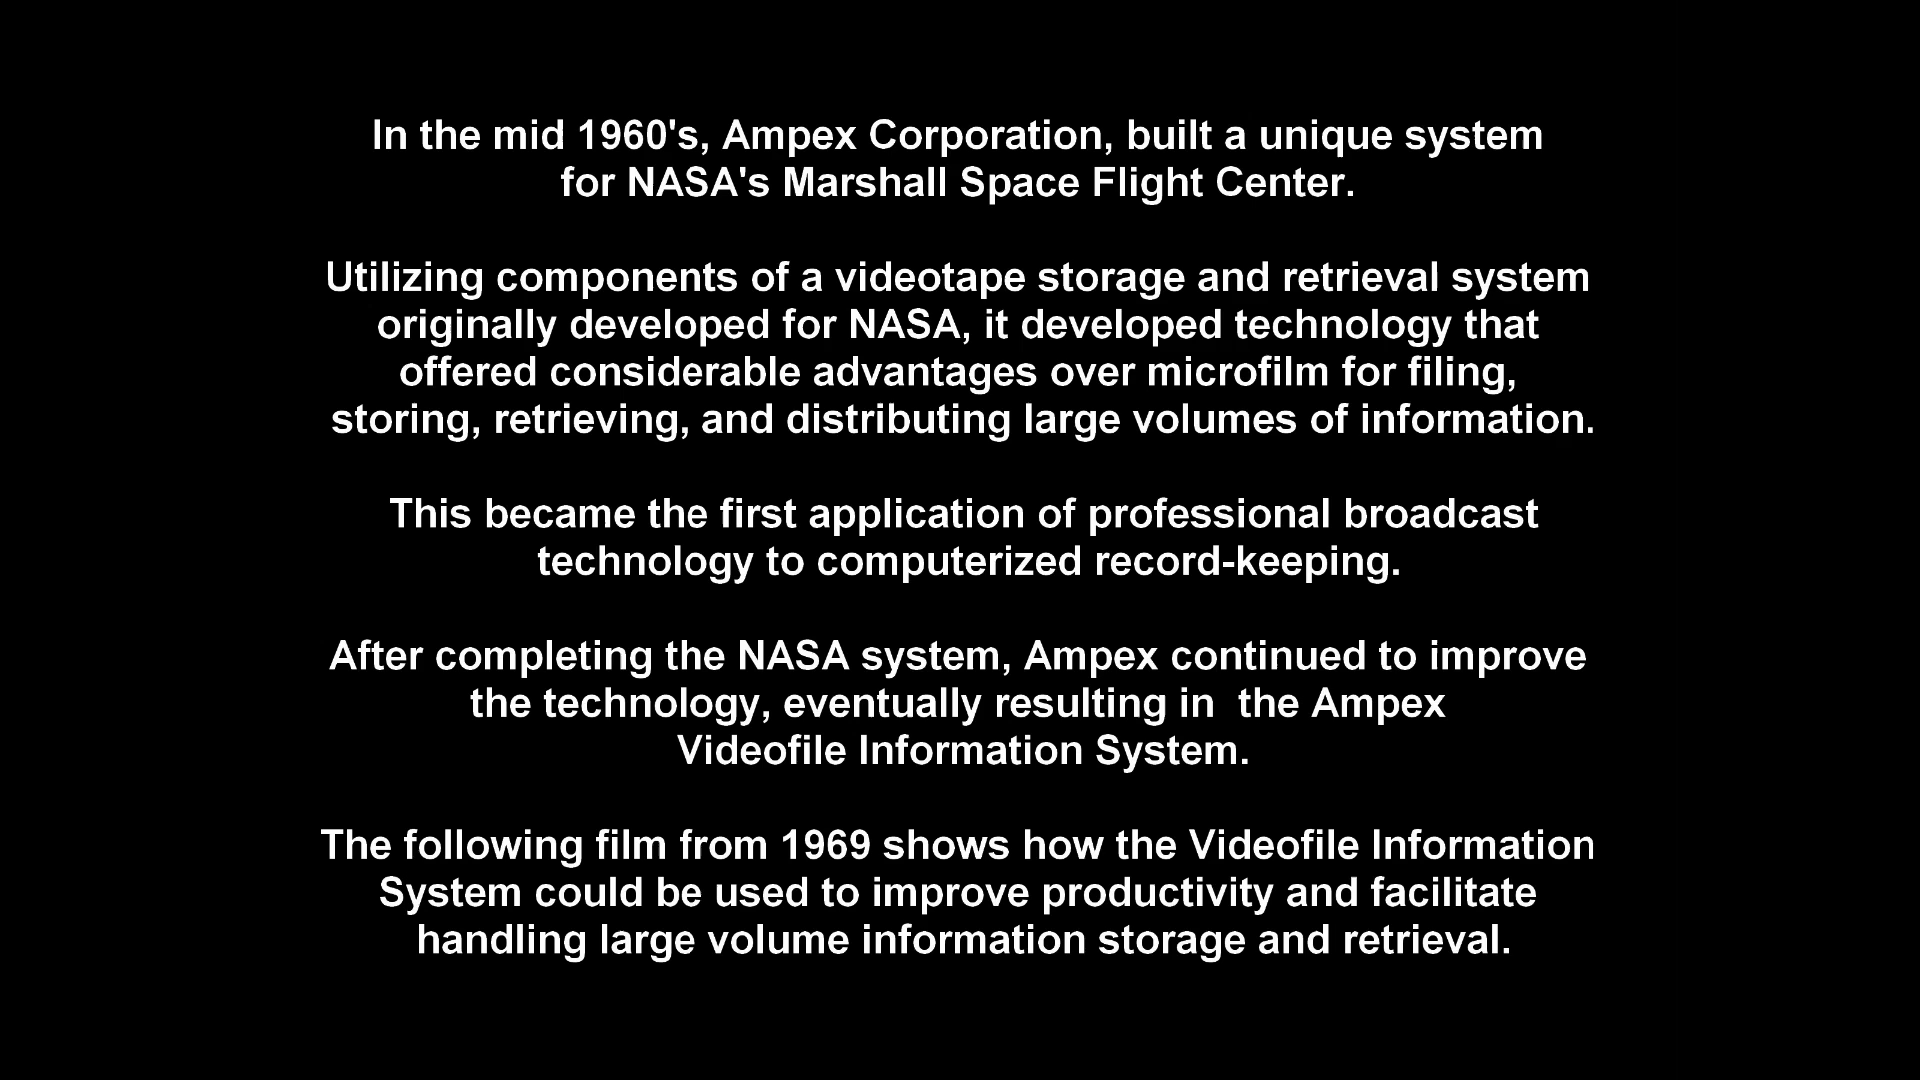 In the mid 1960's, Ampex Corporation, built a unique system
for NASA's Marshall Space Flight Center.
Utilizing components of a videotape storage and retrieval system
originally developed for NASA, it developed technology that
offered considerable advantages over microfilm for filing,
storing, retrieving, and distributing large volumes of information.
This became the first application of professional broadcast
technology to computerized record-keeping.
After completing the NASA system, Ampex continued to improve
the technology, eventually resulting in  the Ampex
Videofile Information System.
The following film from 1969 shows how the Videofile Information
System could be used to improve productivity and facilitate
handling large volume information storage and retrieval.